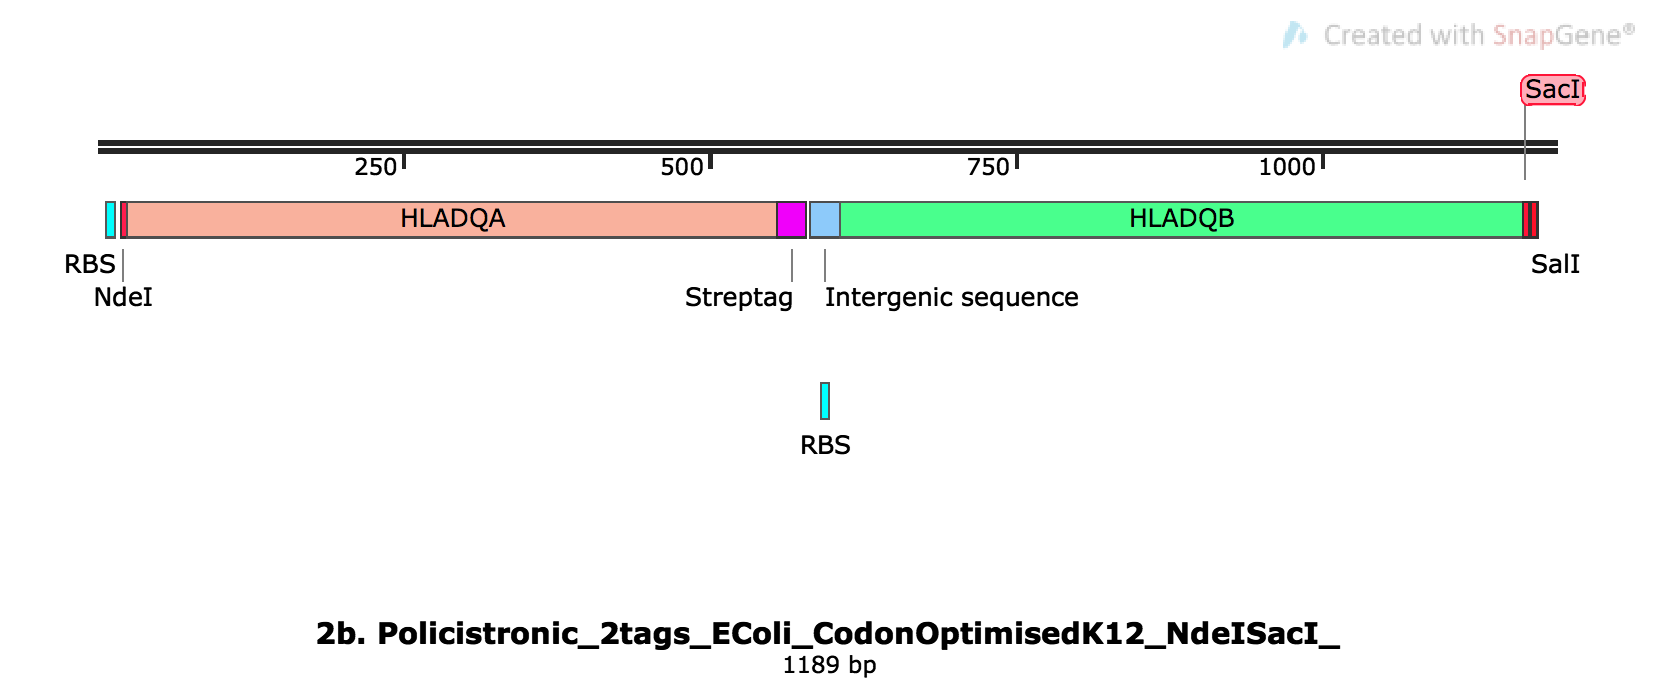 Created with SnapGene®
SacI
250 500 750 1000
HLADQA HLADQB
RBS SalI
NdeI Streptag Intergenic sequence
RBS
2b. Policistronic_2tags_EColi_CodonOptimisedK12_NdeISacI_
1189 bp